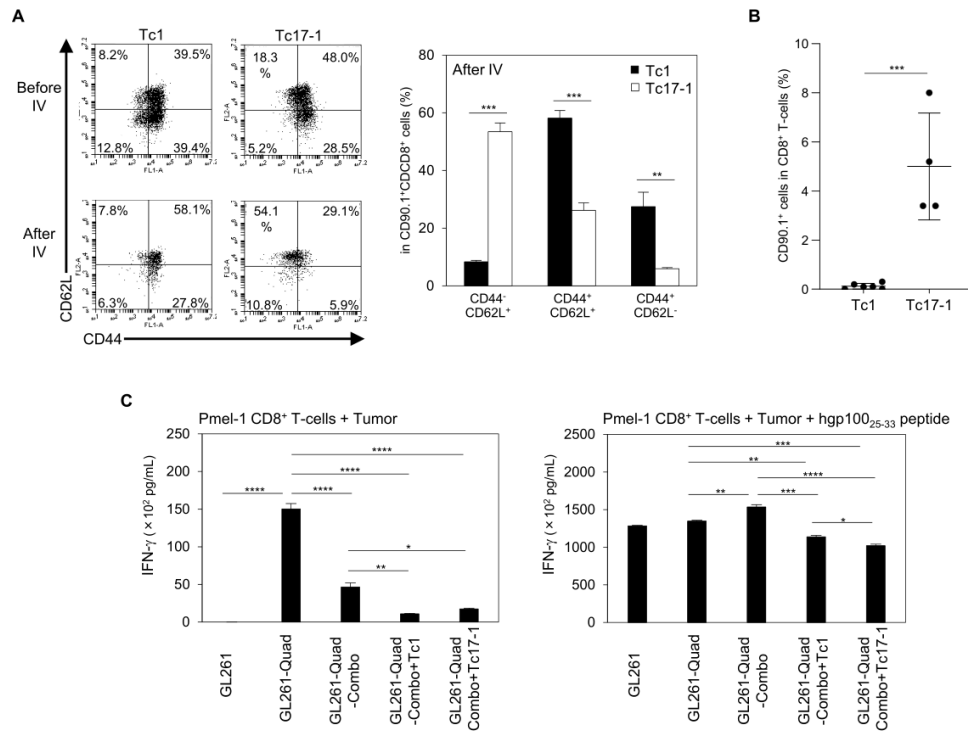 A
Tc1
Tc17-1
Before
IV
8.2%
39.5%
12.8%
39.4%
18.3
%
48.0%
5.2%
28.5%
FL2-A
FL1-A
FL2-A
FL1-A
After
IV
7.8%
58.1%
6.3%
27.8%
54.1
%
29.1%
10.8%
5.9%
FL2-A
FL1-A
FL2-A
FL1-A
CD62L
CD44
in CD90.1⁺CDCD8⁺ cells (%)
80
60
40
20
0
After IV
Tc1
Tc17-1
***
***
**
CD44⁻
CD62L⁺
CD44⁺
CD62L⁺
CD44⁺
CD62L⁻
B
CD90.1⁺ cells in CD8⁺ T-cells (%)
10
8
6
4
2
0
***
Tc1
Tc17-1
C
Pmel-1 CD8⁺ T-cells + Tumor
IFN-γ (×10² pg/mL)
250
200
150
100
50
0
****
****
****
****
*
**
GL261
GL261-Quad
GL261-Quad
-Combo
GL261-Quad
-Combo+Tc1
GL261-Quad
Combo+Tc17-1
Pmel-1 CD8⁺ T-cells + Tumor + hgp100₂₅₋₃₃ peptide
IFN-γ (×10² pg/mL)
2500
2000
1500
1000
500
0
***
**
****
**
***
*
GL261
GL261-Quad
GL261-Quad
-Combo
GL261-Quad
-Combo+Tc1
GL261-Quad
Combo+Tc17-1